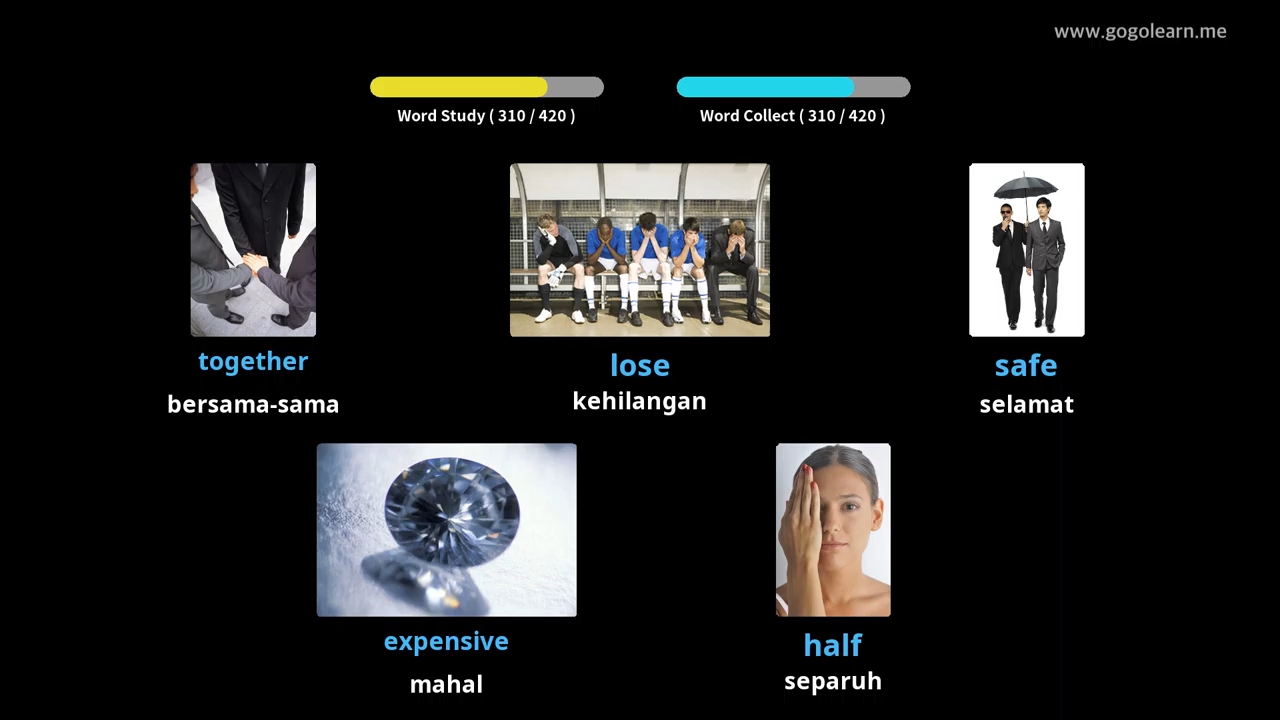 www.gogolearn.me
Word Study ( 310 / 420 )
Word Collect ( 310 / 420 )
together
bersama-sama
lose
kehilangan
safe
selamat
expensive
mahal
half
separuh